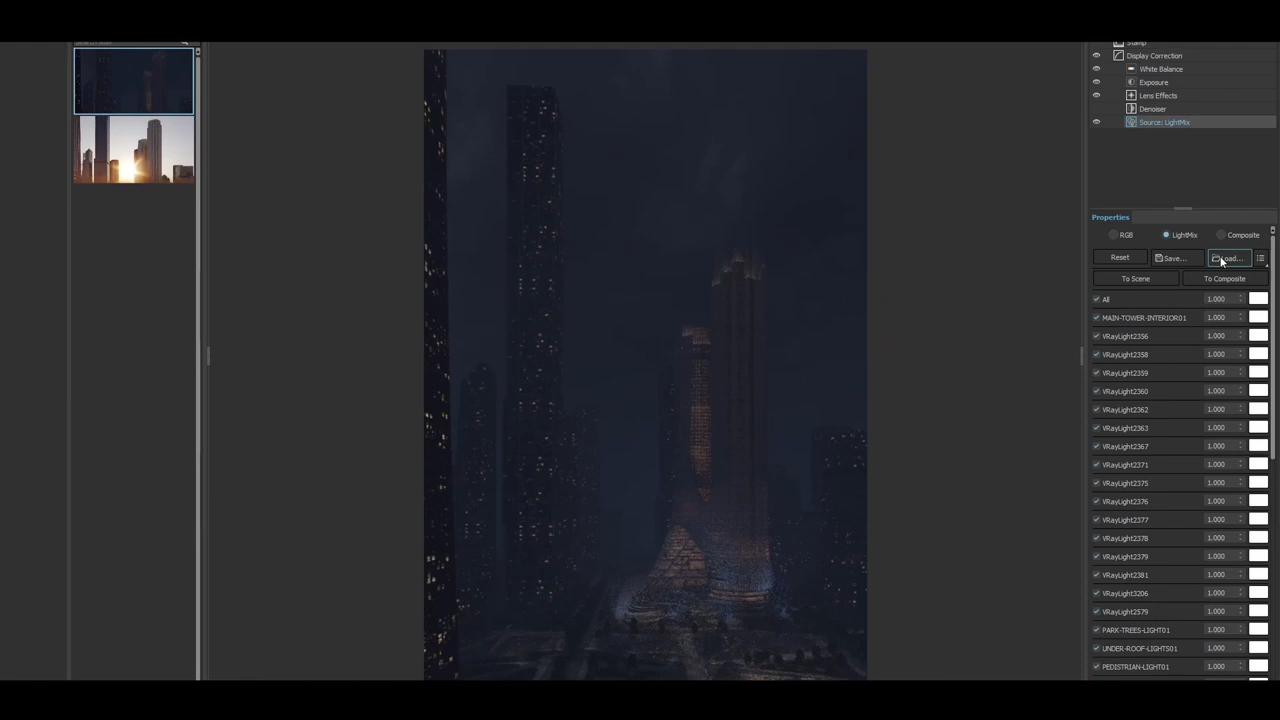 Stamp
Display Correction
White Balance
Exposure
Lens Effects
Denoiser
Source: LightMix
Properties
RGB LightMix Composite
Reset Save... Load...
To Scene To Composite
All 1.000
MAIN-TOWER-INTERIOR01 1.000
VRayLight2356 1.000
VRayLight2358 1.000
VRayLight2359 1.000
VRayLight2360 1.000
VRayLight2362 1.000
VRayLight2363 1.000
VRayLight2367 1.000
VRayLight2371 1.000
VRayLight2375 1.000
VRayLight2376 1.000
VRayLight2377 1.000
VRayLight2378 1.000
VRayLight2379 1.000
VRayLight2381 1.000
VRayLight3206 1.000
VRayLight2579 1.000
PARK-TREES-LIGHT01 1.000
UNDER-ROOF-LIGHTS01 1.000
PEDISTRIAN-LIGHT01 1.000